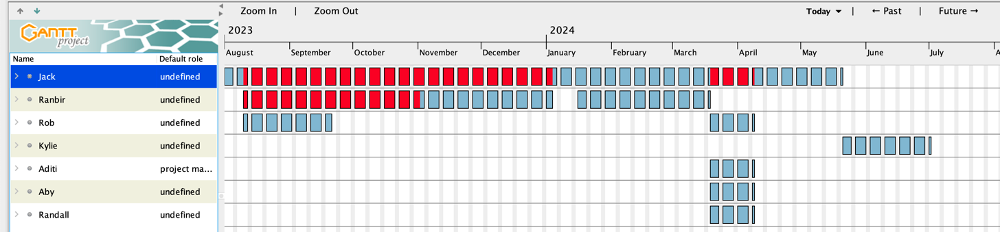 Zoom In | Zoom Out Today | ← Past | Future →
GANTT project
2023 2024
August September October November December January February March April May June July A
Name Default role
Jack undefined
Ranbir undefined
Rob undefined
Kylie undefined
Aditi project ma...
Aby undefined
Randall undefined